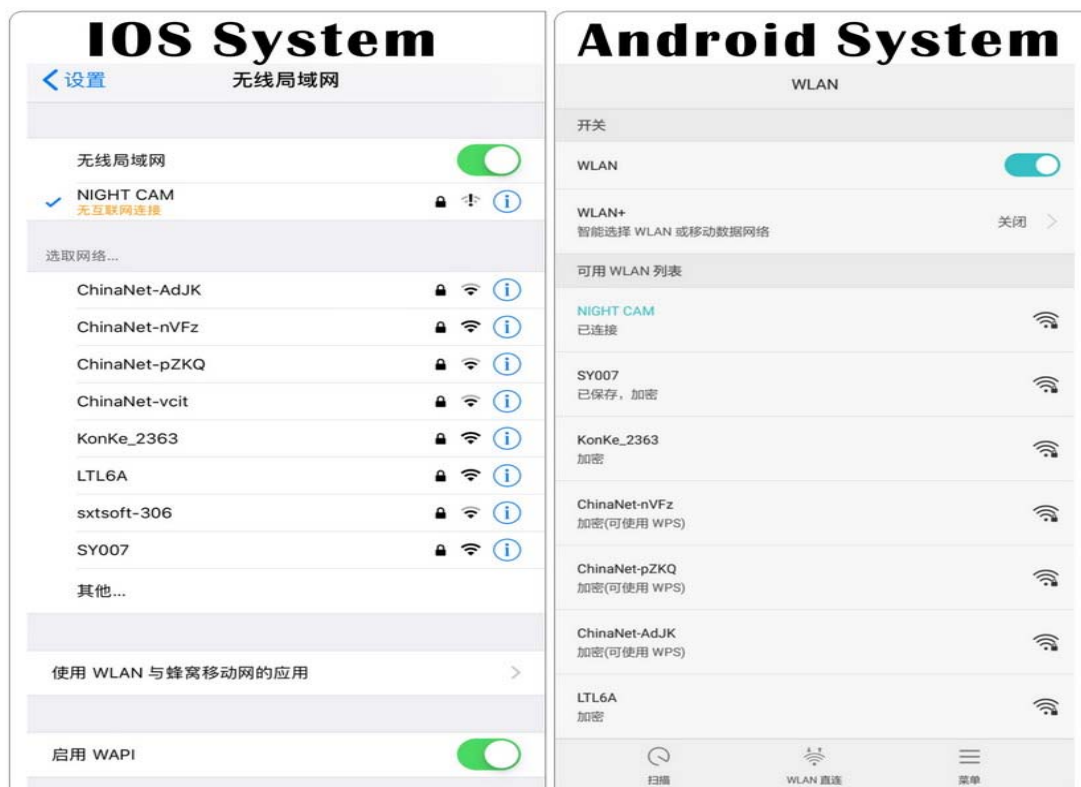 IOS System
设置
无线局域网
无线局域网
NIGHT CAM
无互联网连接
选取网络...
ChinaNet-AdJK
ChinaNet-nVFz
ChinaNet-pZKQ
ChinaNet-vcit
KonKe_2363
LTL6A
sxtsoft-306
SY007
其他...
使用 WLAN 与蜂窝移动网的应用
启用 WAPI
Android System
WLAN
开关
WLAN
WLAN+
智能选择 WLAN 或移动数据网络
关闭
可用 WLAN 列表
NIGHT CAM
已连接
SY007
已保存，加密
KonKe_2363
加密
ChinaNet-nVFz
加密(可使用 WPS)
ChinaNet-pZKQ
加密(可使用 WPS)
ChinaNet-AdJK
加密(可使用 WPS)
LTL6A
加密
扫描
WLAN 直连
菜单